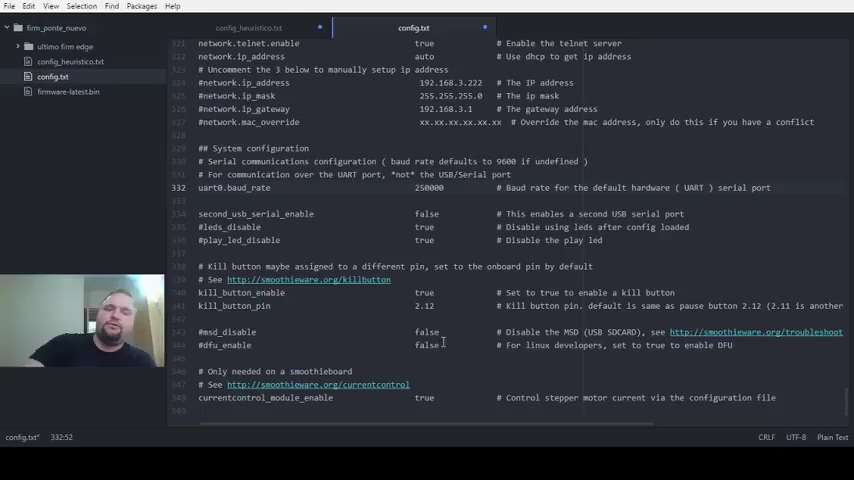 File Edit View Selection Find Packages Help
firm_ponte_nuevo
ultimo firm edge
config_heuristico.txt
config.txt
firmware-latest.bin
config_heuristico.txt
config.txt
321 network.telnet.enable true # Enable the telnet server
322 network.ip_address auto # Use dhcp to get ip address
323 # Uncomment the 3 below to manually setup ip address
324 #network.ip_address 192.168.3.222 # The IP address
325 #network.ip_mask 255.255.255.0 # The ip mask
326 #network.ip_gateway 192.168.3.1 # The gateway address
327 #network.mac_override xx.xx.xx.xx.xx.xx # Override the mac address, only do this if you have a conflict
328
329 ## System configuration
330 # Serial communications configuration ( baud rate defaults to 9600 if undefined )
331 # For communication over the UART port, *not* the USB/Serial port
332 uart0.baud_rate 250000 # Baud rate for the default hardware ( UART ) serial port
333
334 second_usb_serial_enable false # This enables a second USB serial port
335 #leds_disable true # Disable using leds after config loaded
336 #play_led_disable true # Disable the play led
337
338 # Kill button maybe assigned to a different pin, set to the onboard pin by default
339 # See http://smoothieware.org/killbutton
340 kill_button_enable true # Set to true to enable a kill button
341 kill_button_pin 2.12 # Kill button pin. default is same as pause button 2.12 (2.11 is another
342
343 #msd_disable false # Disable the MSD (USB SDCARD), see http://smoothieware.org/troubleshoot
344 #dfu_enable false # For linux developers, set to true to enable DFU
345
346 # Only needed on a smoothieboard
347 # See http://smoothieware.org/currentcontrol
348 currentcontrol_module_enable true # Control stepper motor current via the configuration file
349
config.txt* 332:52 CRLF UTF-8 Plain Text